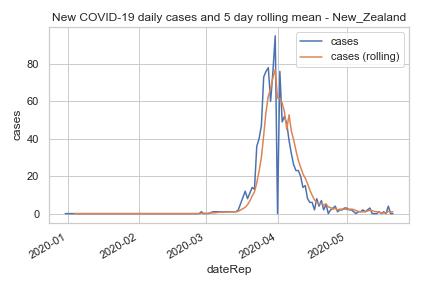 New COVID-19 daily cases and 5 day rolling mean - New_Zealand
cases
cases (rolling)
80
60
40
20
0
cases
2020-01
2020-02
2020-03
2020-04
2020-05
dateRep